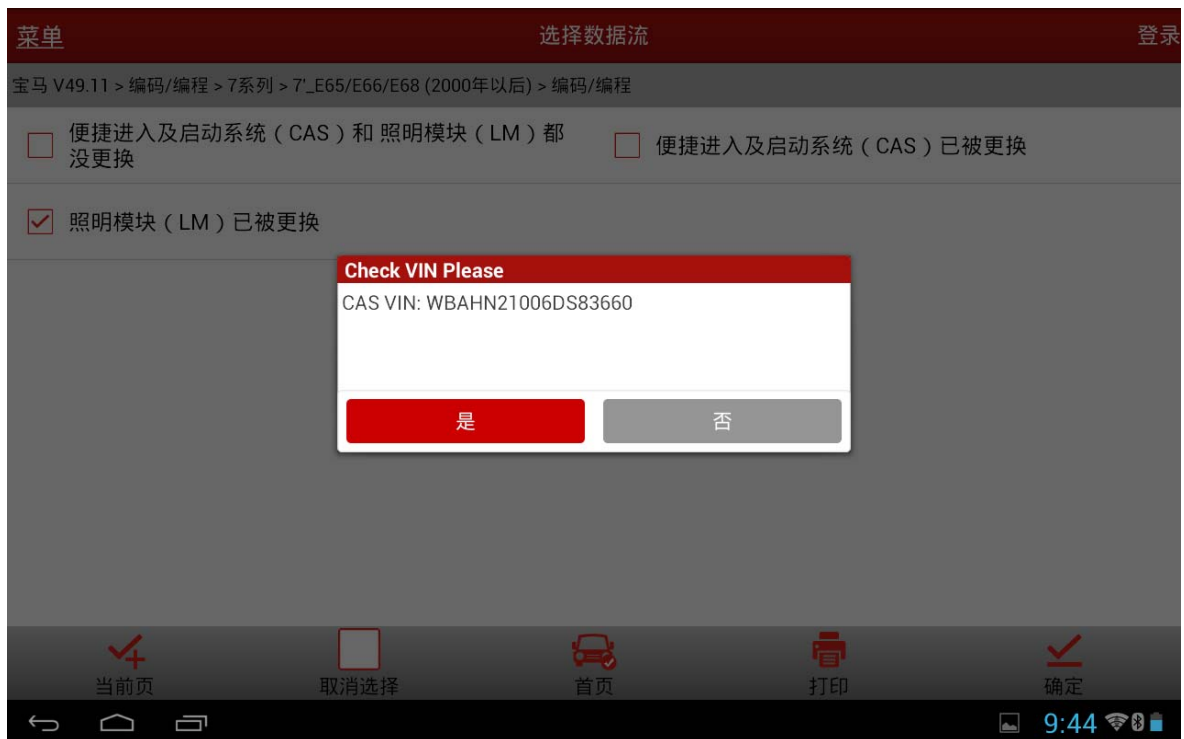 菜单
选择数据流
登录
宝马 V49.11 > 编码/编程 > 7系列 > 7'_E65/E66/E68 (2000年以后) > 编码/编程
便捷进入及启动系统（CAS）和 照明模块（LM）都
没更换
便捷进入及启动系统（CAS）已被更换
照明模块（LM）已被更换
Check VIN Please
CAS VIN: WBAHN21006DS83660
是
否
当前页
取消选择
首页
打印
确定
9:44